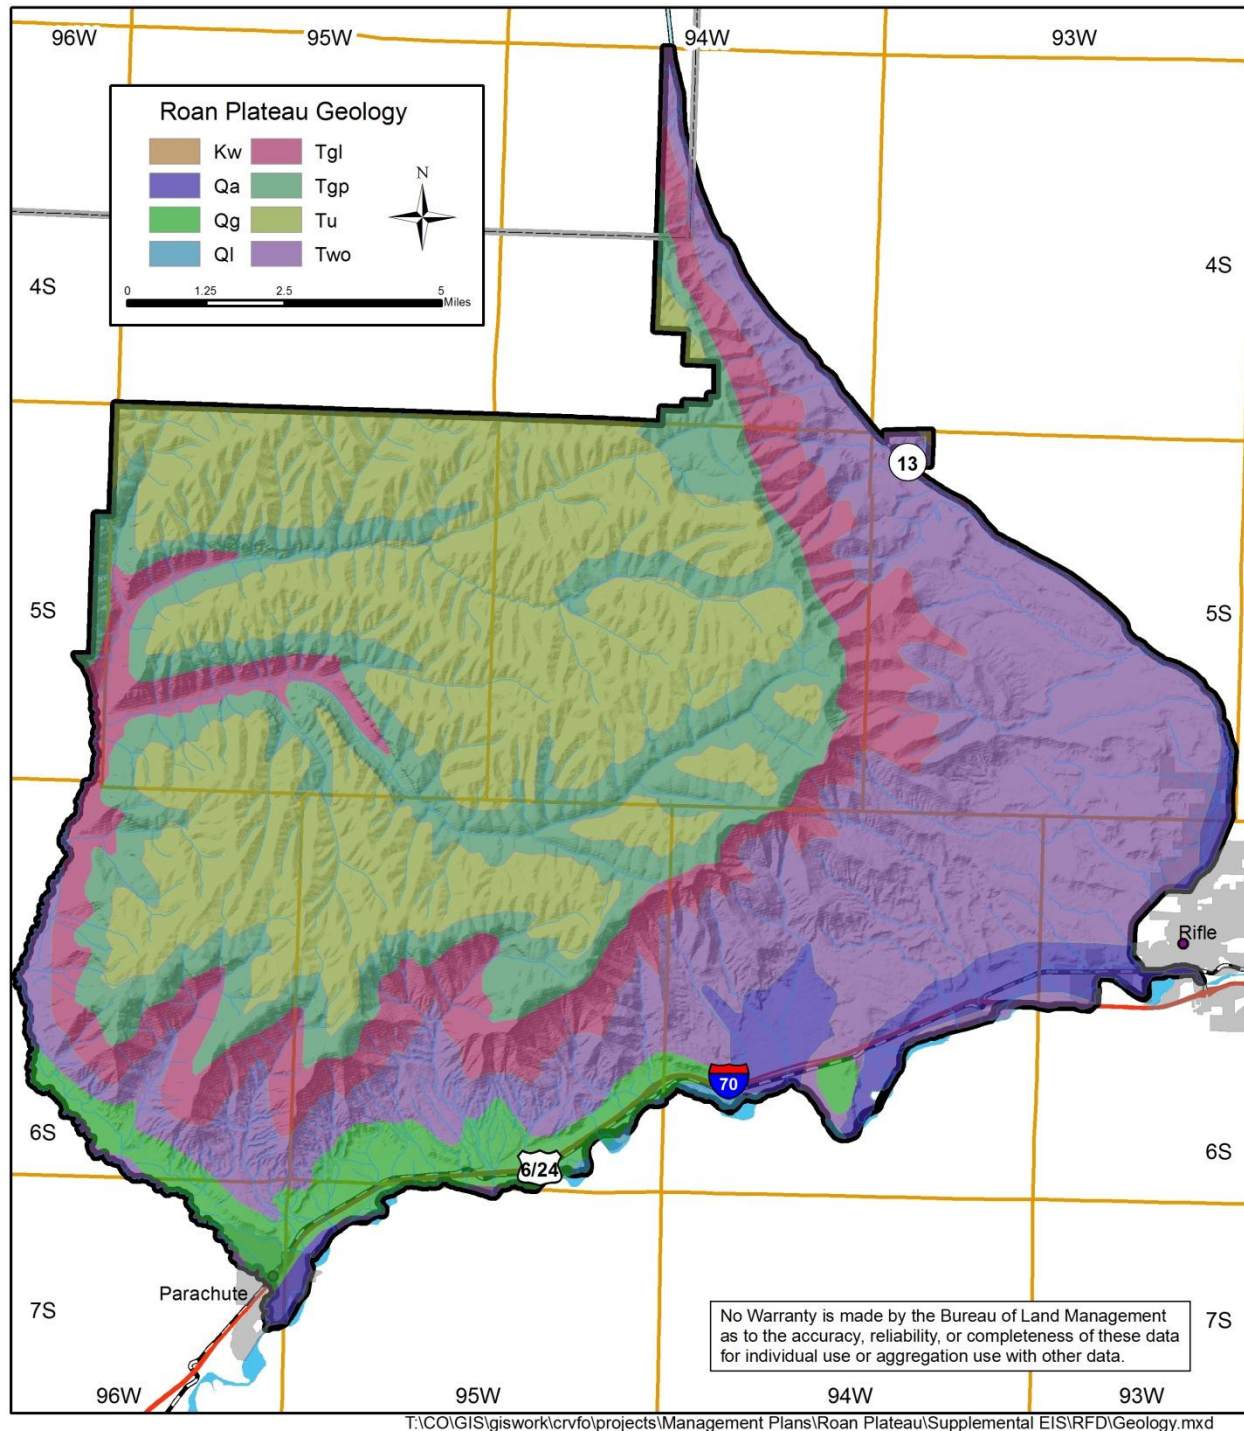 96W 95W 94W 93W
Roan Plateau Geology
Kw Tgl
Qa Tgp
Qg Tu
Ql Two
N
0 1.25 2.5 5
Miles
4S 4S
13
5S 5S
Rifle
70
6S 6S
6/24
Parachute
7S 7S
No Warranty is made by the Bureau of Land Management
as to the accuracy, reliability, or completeness of these data
for individual use or aggregation use with other data.
96W 95W 94W 93W
T:\CO\GIS\giswork\crvfo\projects\Management Plans\Roan Plateau\Supplemental EIS\RFD\Geology.mxd